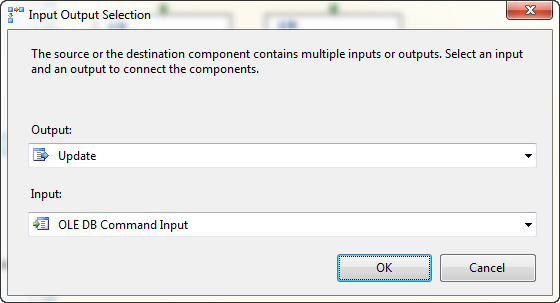 Input Output Selection
The source or the destination component contains multiple inputs or outputs. Select an input
and an output to connect the components.
Output:
Update
Input:
OLE DB Command Input
OK
Cancel